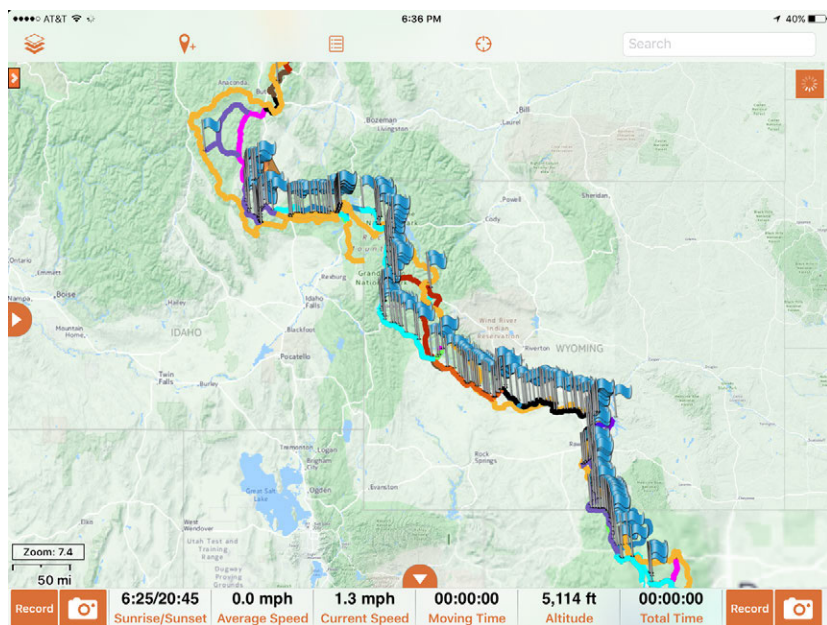 AT&T
6:36 PM
40%
Search
Anaconda
Bozeman
Livingston
Bill
Laurel
Powell
Sheridan
Cody
Ontario
Emmett
Nampa
Boise
Rexburg
Idaho
Falls
Hailey
Mountain
Home
IDAHO
Blackfoot
Wind River
Indian
Reservation
Riverton
WYOMING
Pocatello
Twin
Falls
Burley
Tremonton
Logan
Brigham
City
Rock
Springs
Great Salt
Lake
Ogden
Evanston
Elko
West
Wendover
Utah Test and
Training
Range
Dugway
Proving
Grounds
Zoom: 7.4
50 mi
Record
6:25/20:45
Sunrise/Sunset
0.0 mph
Average Speed
1.3 mph
Current Speed
00:00:00
Moving Time
5,114 ft
Altitude
00:00:00
Total Time
Record